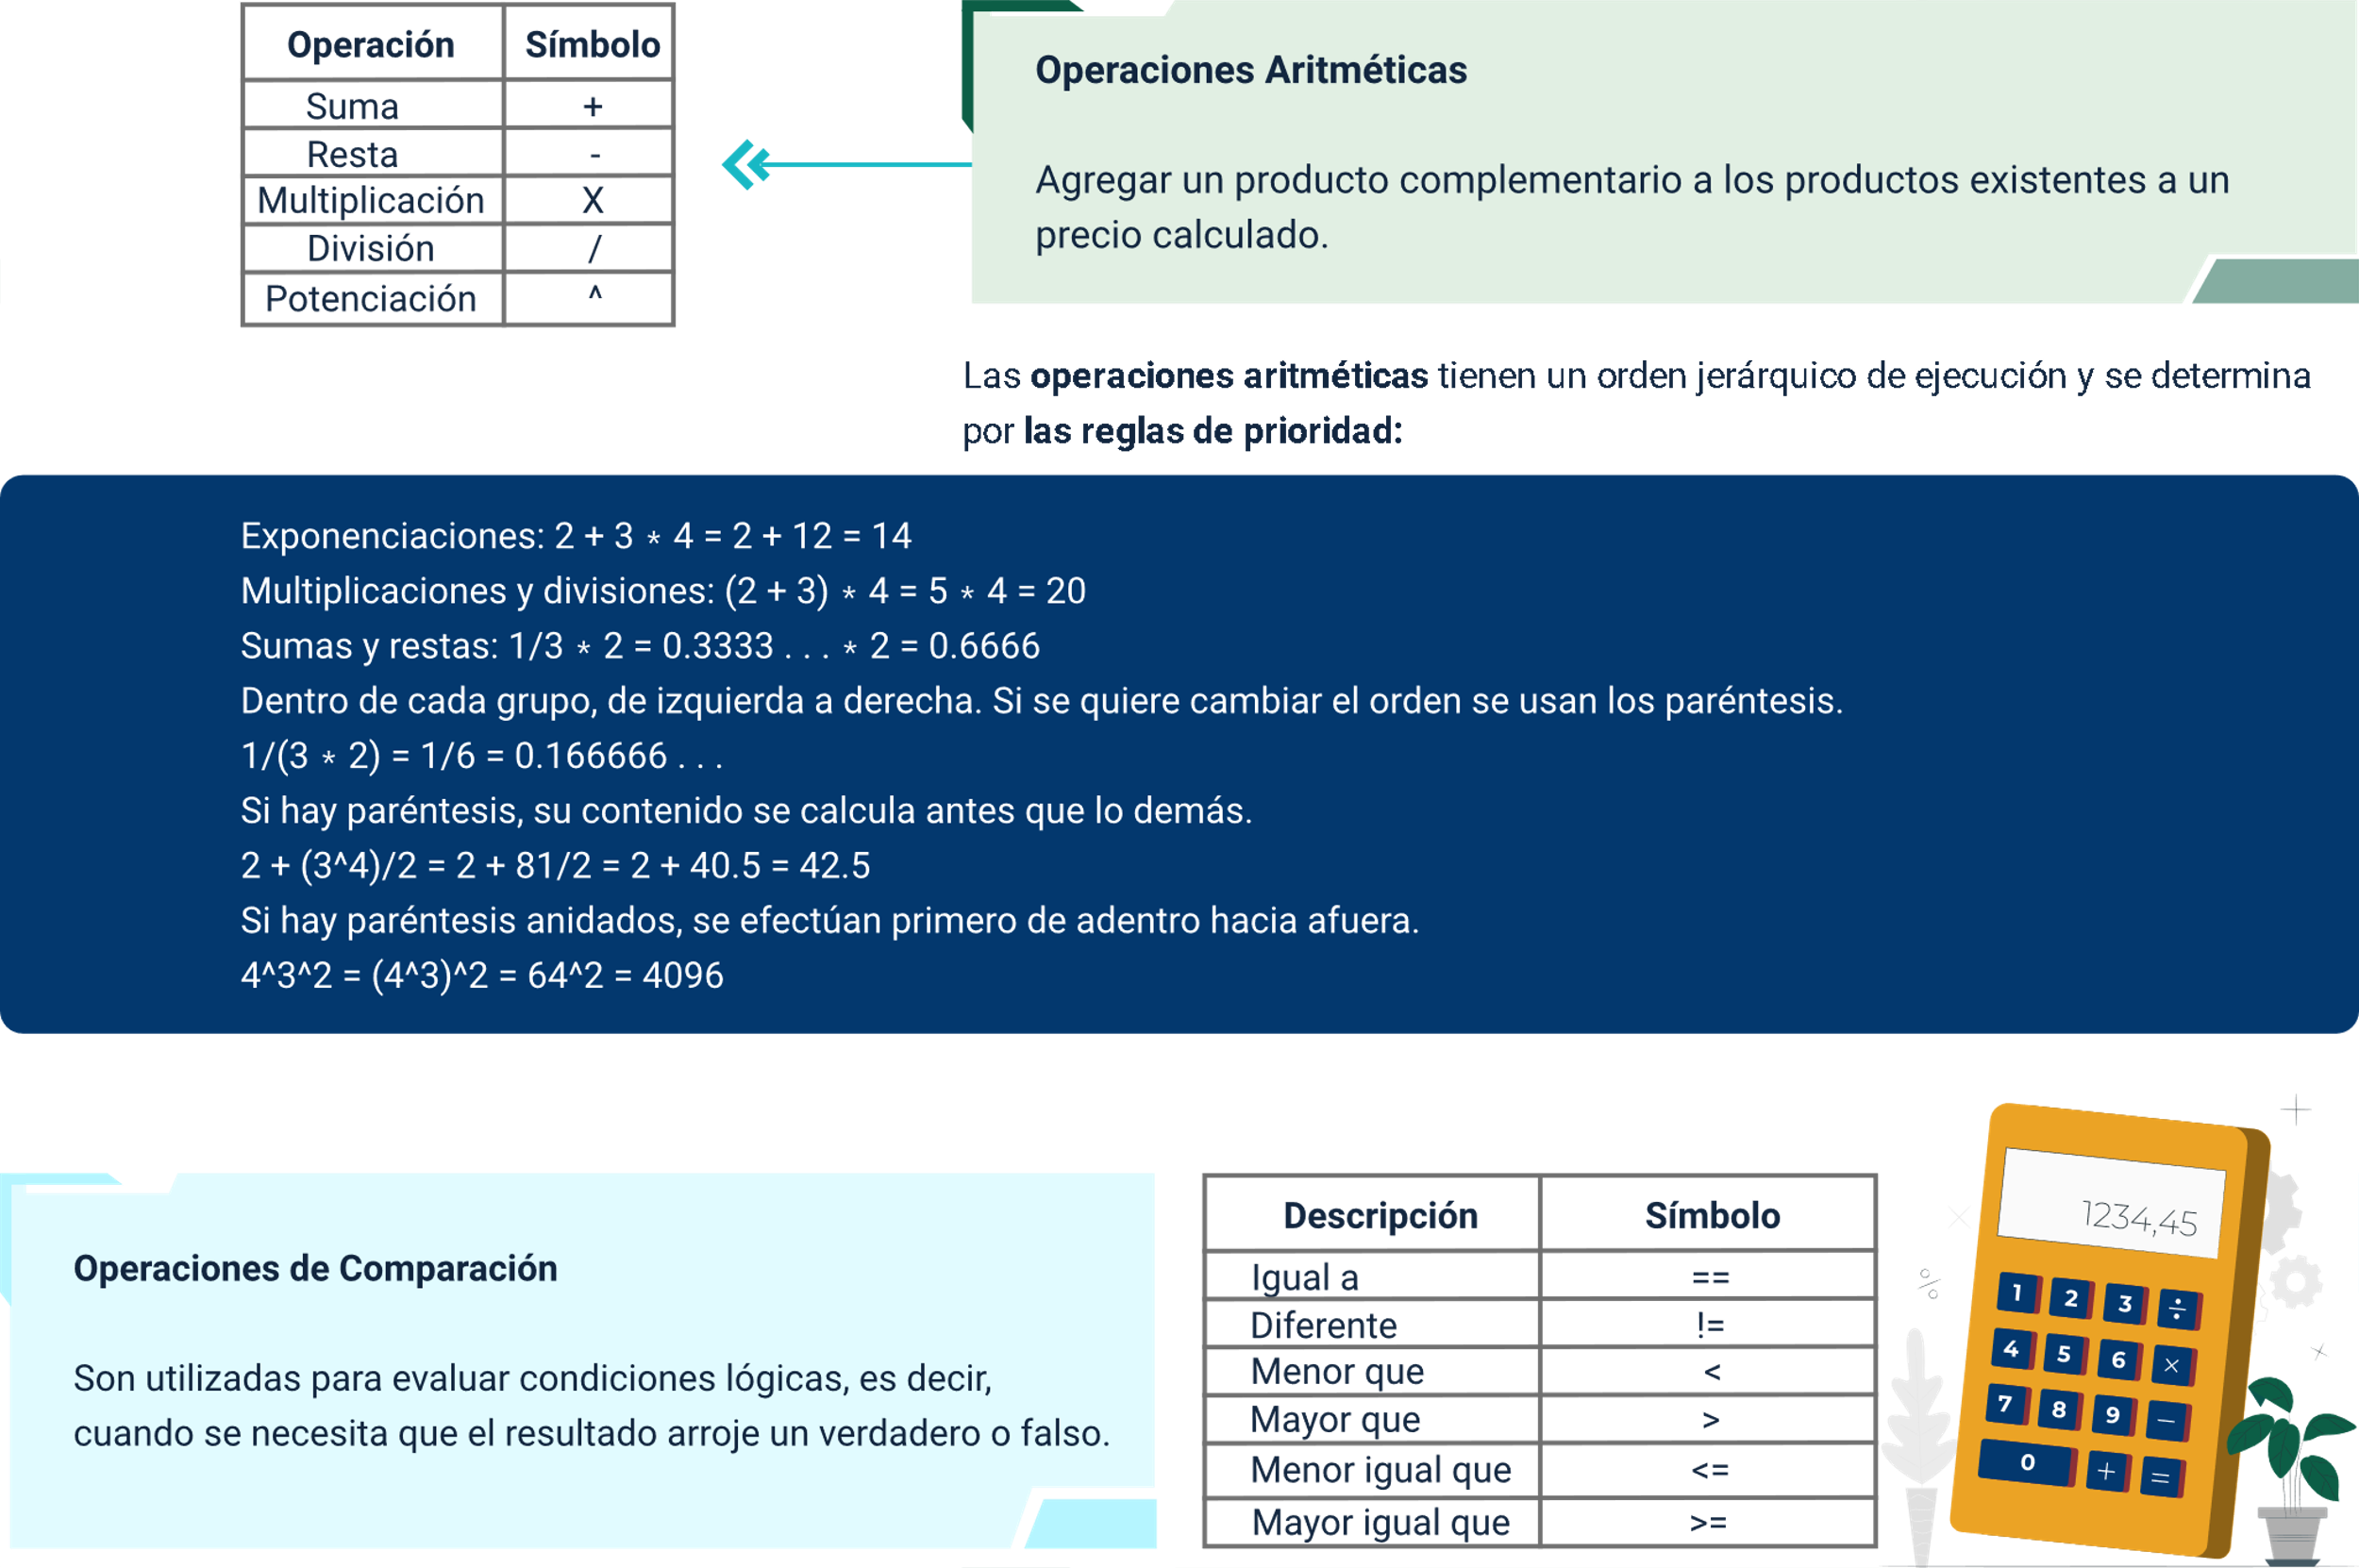 Operación Símbolo
Suma +
Resta -
Multiplicación X
División /
Potenciación ^
Operaciones Aritméticas
Agregar un producto complementario a los productos existentes a un
precio calculado.
Las operaciones aritméticas tienen un orden jerárquico de ejecución y se determina
por las reglas de prioridad:
Exponenciaciones: 2 + 3 * 4 = 2 + 12 = 14
Multiplicaciones y divisiones: (2 + 3) * 4 = 5 * 4 = 20
Sumas y restas: 1/3 * 2 = 0.3333 . . . * 2 = 0.6666
Dentro de cada grupo, de izquierda a derecha. Si se quiere cambiar el orden se usan los paréntesis.
1/(3 * 2) = 1/6 = 0.166666 . . .
Si hay paréntesis, su contenido se calcula antes que lo demás.
2 + (3^4)/2 = 2 + 81/2 = 2 + 40.5 = 42.5
Si hay paréntesis anidados, se efectúan primero de adentro hacia afuera.
4^3^2 = (4^3)^2 = 64^2 = 4096
Operaciones de Comparación
Son utilizadas para evaluar condiciones lógicas, es decir,
cuando se necesita que el resultado arroje un verdadero o falso.
Descripción Símbolo
Igual a ==
Diferente !=
Menor que <
Mayor que >
Menor igual que <=
Mayor igual que >=
1234,45
%
1 2 3 ÷
4 5 6 ×
7 8 9 −
0 + =